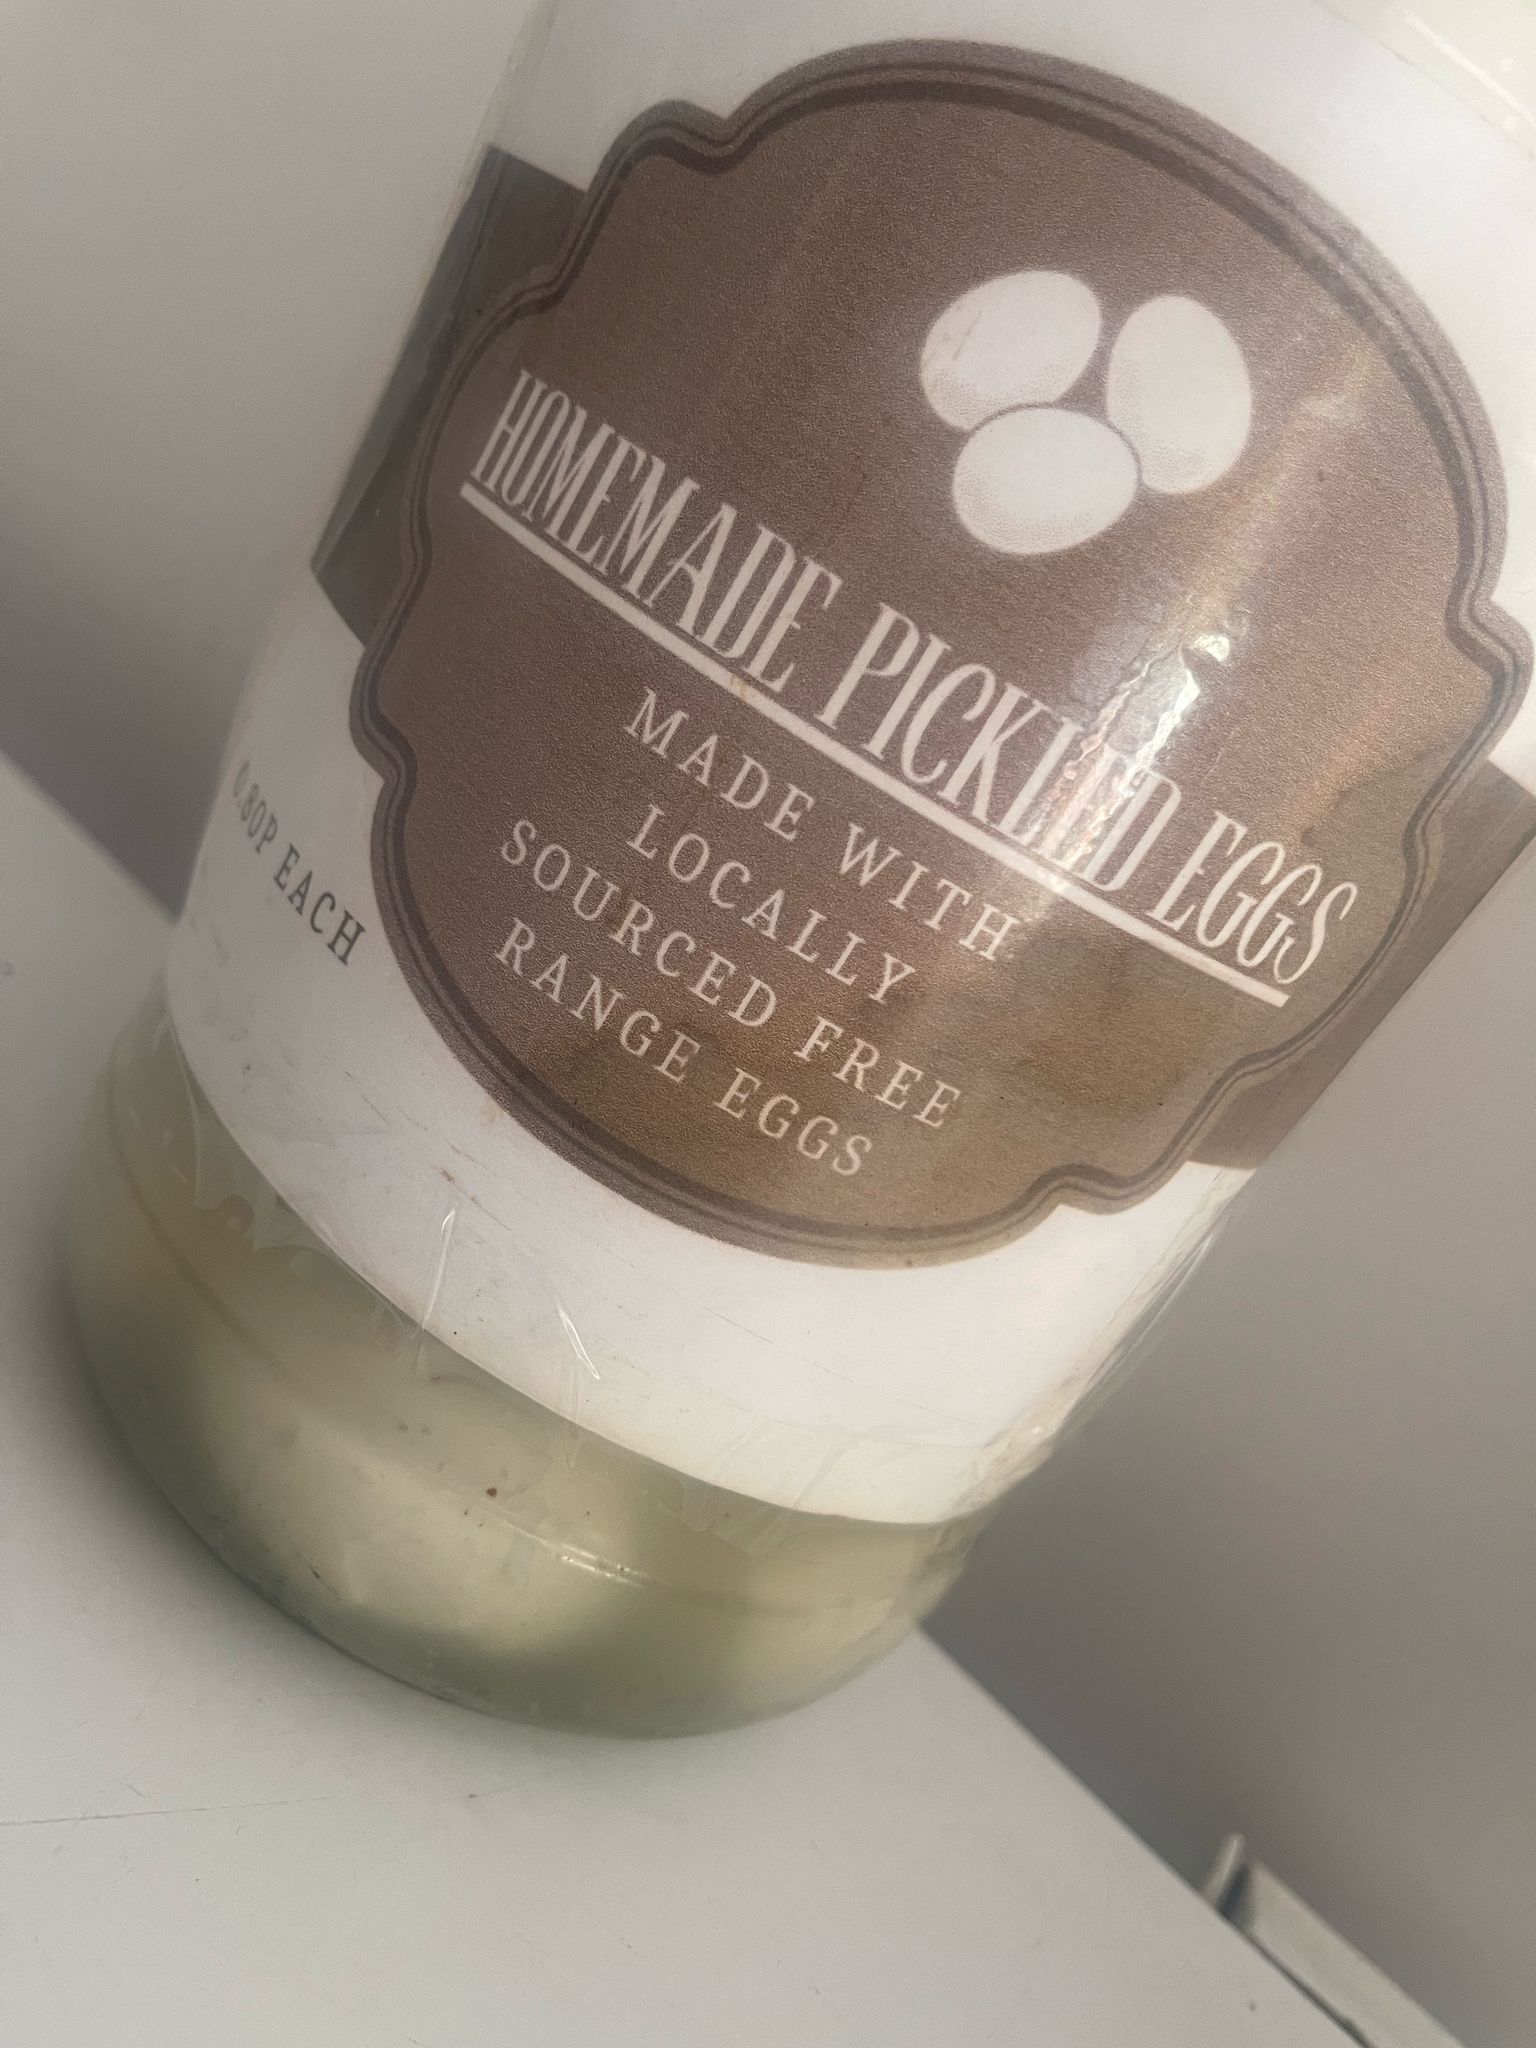 HOMEMADE PICKLED EGGS
MADE WITH
LOCALLY
SOURCED FREE
RANGE EGGS
0.80P EACH